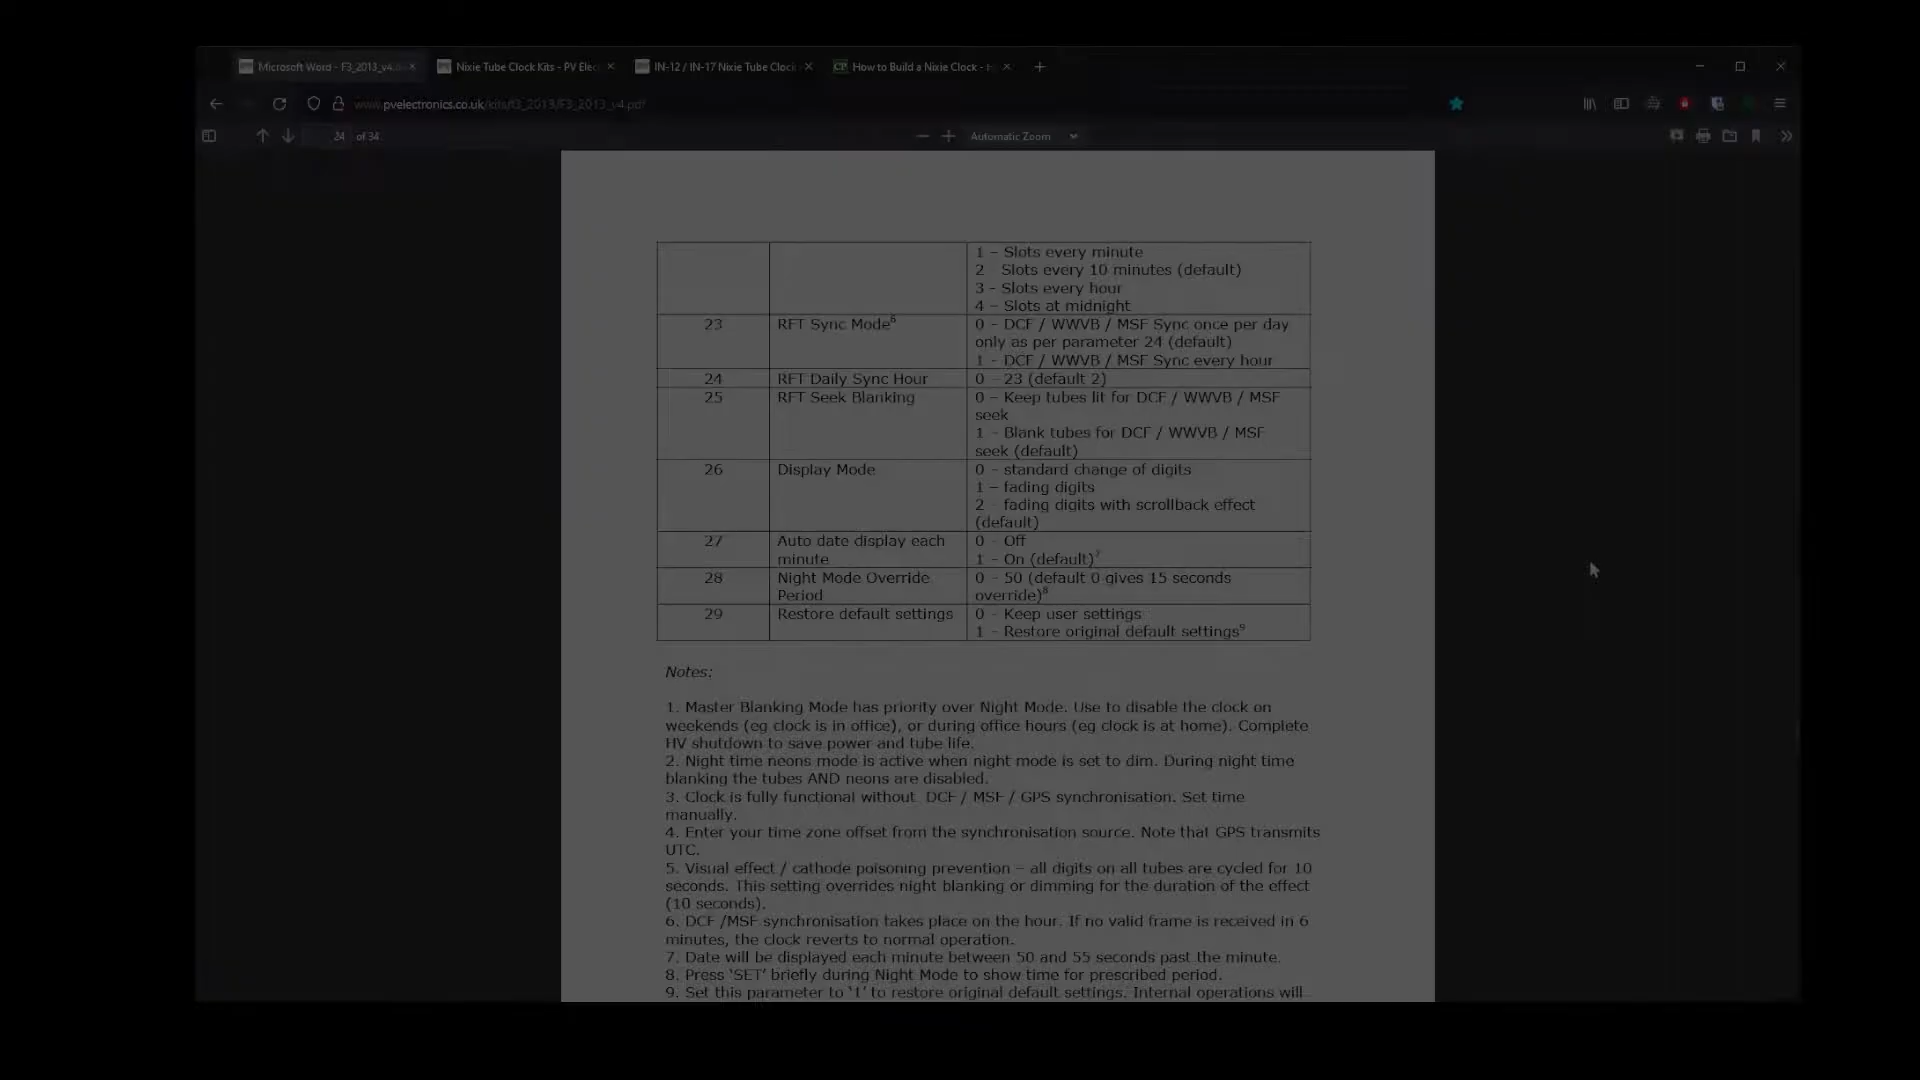 Microsoft Word - F3_2013_v4.d
Nixie Tube Clock Kits - PV Elec
IN-12 / IN-17 Nixie Tube Clock
CP How to Build a Nixie Clock -
www.pvelectronics.co.uk/kits/f3_2013/F3_2013_v4.pdf
24 of 34
Automatic Zoom
1 – Slots every minute
2 Slots every 10 minutes (default)
3 - Slots every hour
4 – Slots at midnight
23 RFT Sync Mode6 0 - DCF / WWVB / MSF Sync once per day
only as per parameter 24 (default)
1 - DCF / WWVB / MSF Sync every hour
24 RFT Daily Sync Hour 0 - 23 (default 2)
25 RFT Seek Blanking 0 - Keep tubes lit for DCF / WWVB / MSF
seek
1 - Blank tubes for DCF / WWVB / MSF
seek (default)
26 Display Mode 0 - standard change of digits
1 – fading digits
2 - fading digits with scrollback effect
(default)
27 Auto date display each 0 - Off
minute 1 - On (default)7
28 Night Mode Override 0 - 50 (default 0 gives 15 seconds
Period override)8
29 Restore default settings 0 - Keep user settings
1 - Restore original default settings9
Notes:
1. Master Blanking Mode has priority over Night Mode. Use to disable the clock on
weekends (eg clock is in office), or during office hours (eg clock is at home). Complete
HV shutdown to save power and tube life.
2. Night time neons mode is active when night mode is set to dim. During night time
blanking the tubes AND neons are disabled.
3. Clock is fully functional without DCF / MSF / GPS synchronisation. Set time
manually.
4. Enter your time zone offset from the synchronisation source. Note that GPS transmits
UTC.
5. Visual effect / cathode poisoning prevention – all digits on all tubes are cycled for 10
seconds. This setting overrides night blanking or dimming for the duration of the effect
(10 seconds).
6. DCF /MSF synchronisation takes place on the hour. If no valid frame is received in 6
minutes, the clock reverts to normal operation.
7. Date will be displayed each minute between 50 and 55 seconds past the minute.
8. Press 'SET' briefly during Night Mode to show time for prescribed period.
9. Set this parameter to '1' to restore original default settings. Internal operations will